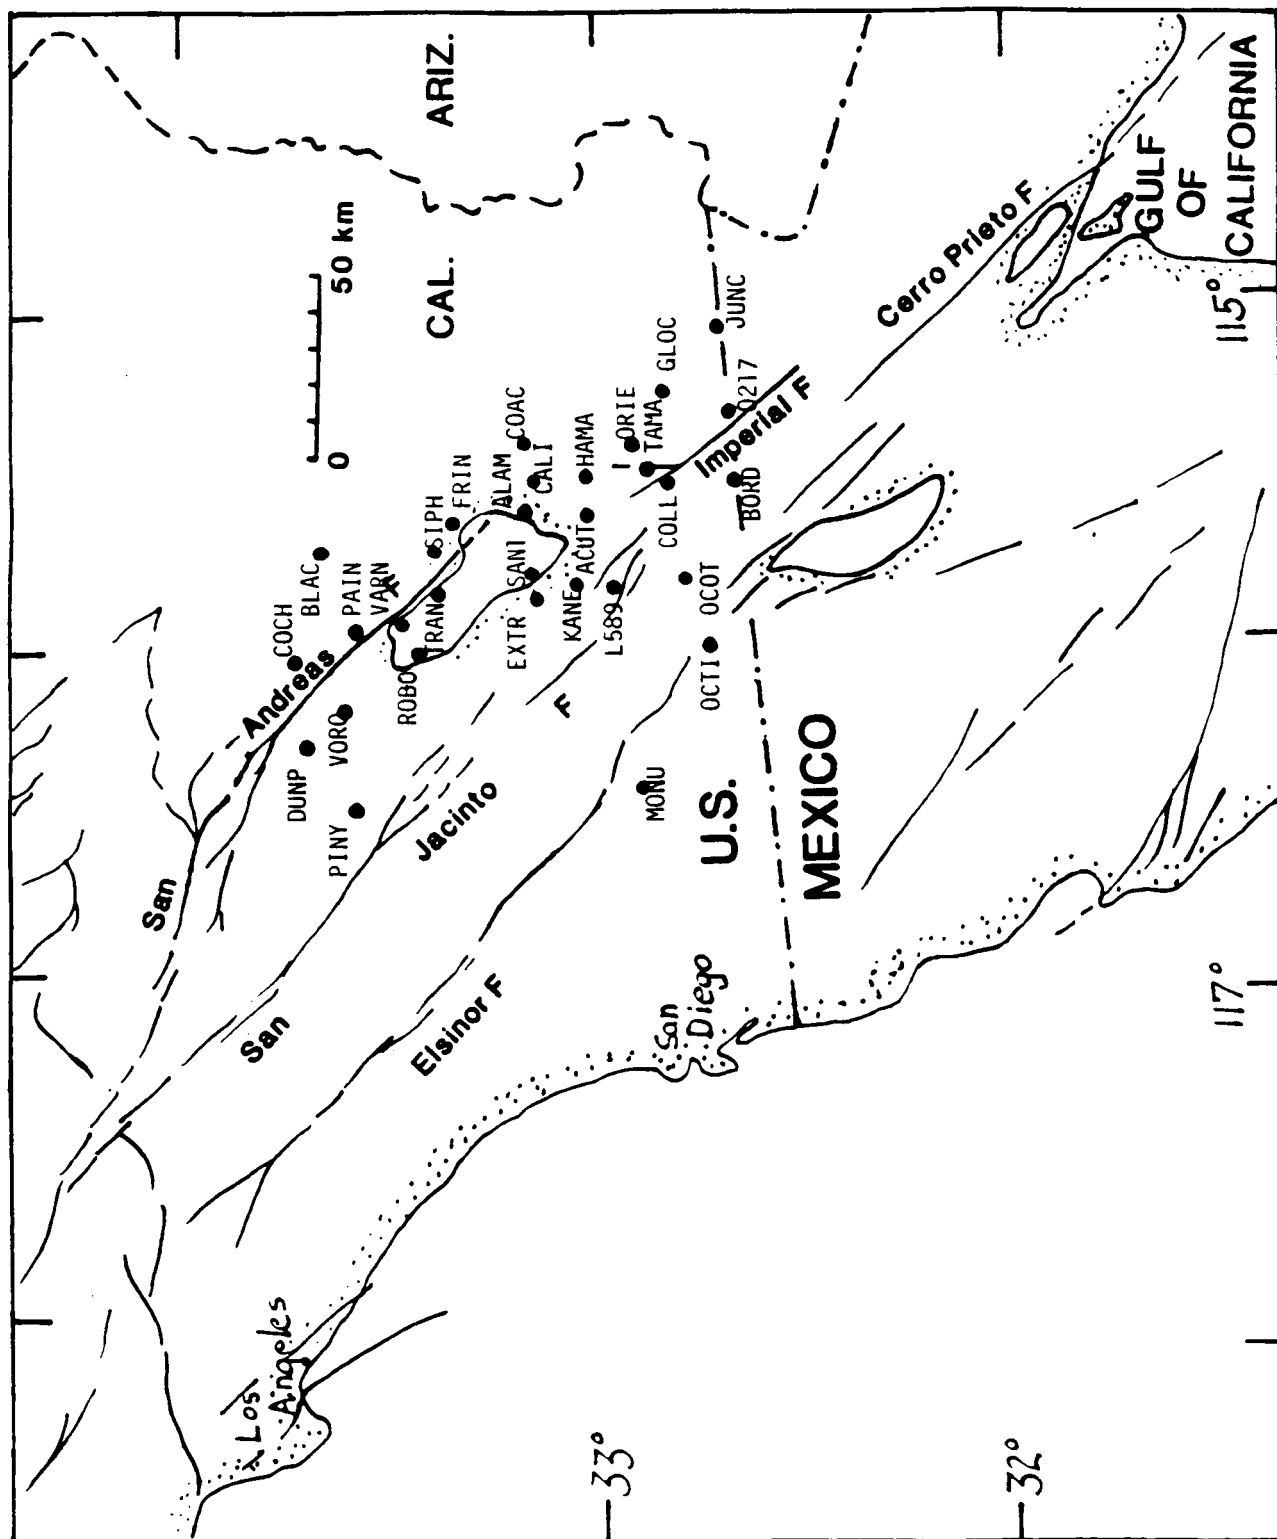 CAL.
ARIZ.
0
50 km
San
Andreas
F
COCH
BLAC
DUNP
VORO
PAIN
VARN
PINY
ROBO
TRAN
SIPH
FRIN
ALAM
COAC
CALI
EXTR
SANI
HAMA
KANE
ACUT
L589
I
ORIE
TAMA
GLOC
COLL
Imperial F
JUNC
BORD
OCOT
OCTI
MONU
San
Jacinto
F
Elsinor F
Los
Angeles
San
Diego
U.S.
MEXICO
Cerro Prieto F
GULF
OF
CALIFORNIA
33°
32°
117°
115°